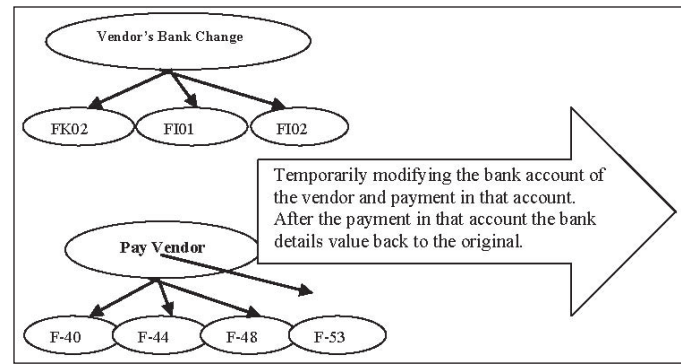 Vendor's Bank Change
FK02 FI01 FI02
Temporarily modifying the bank account of
the vendor and payment in that account.
After the payment in that account the bank
details value back to the original.
Pay Vendor
F-40 F-44 F-48 F-53